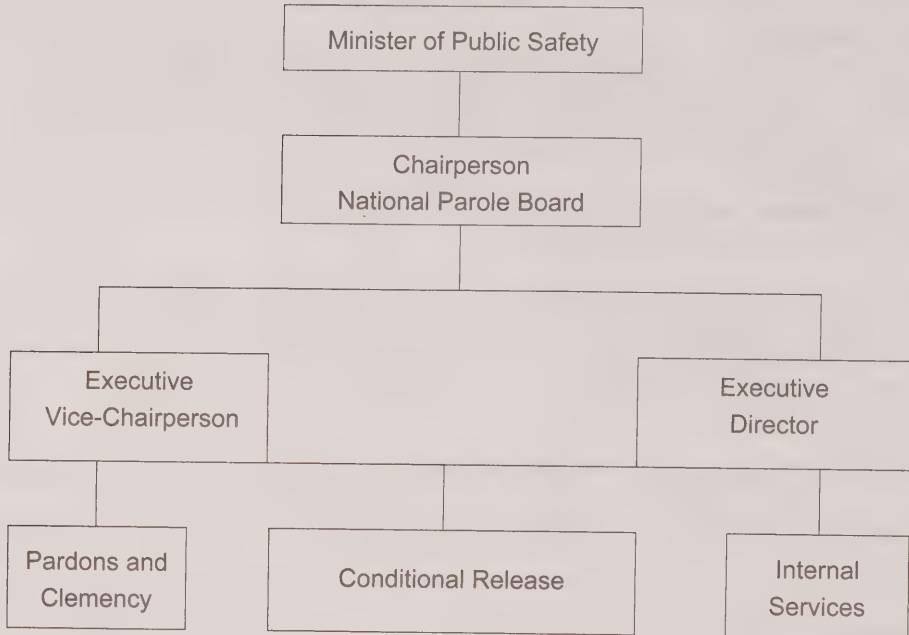 Minister of Public Safety
Chairperson
National Parole Board
Executive
Vice-Chairperson
Executive
Director
Pardons and
Clemency
Conditional Release
Internal
Services